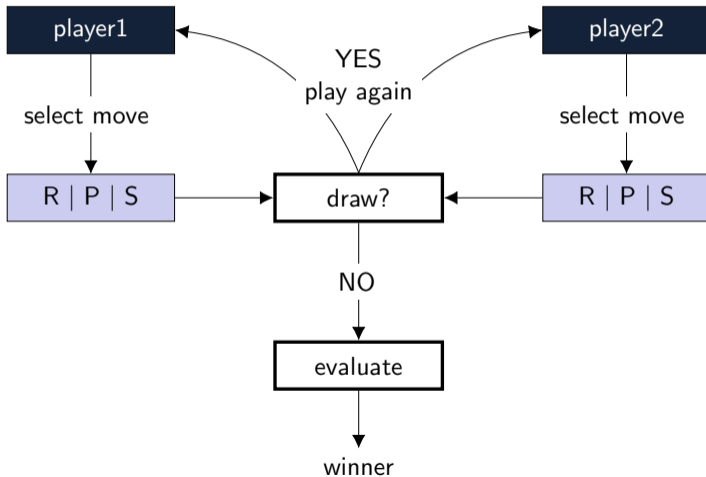 player1
player2
YES
play again
select move
select move
R | P | S
draw?
R | P | S
NO
evaluate
winner